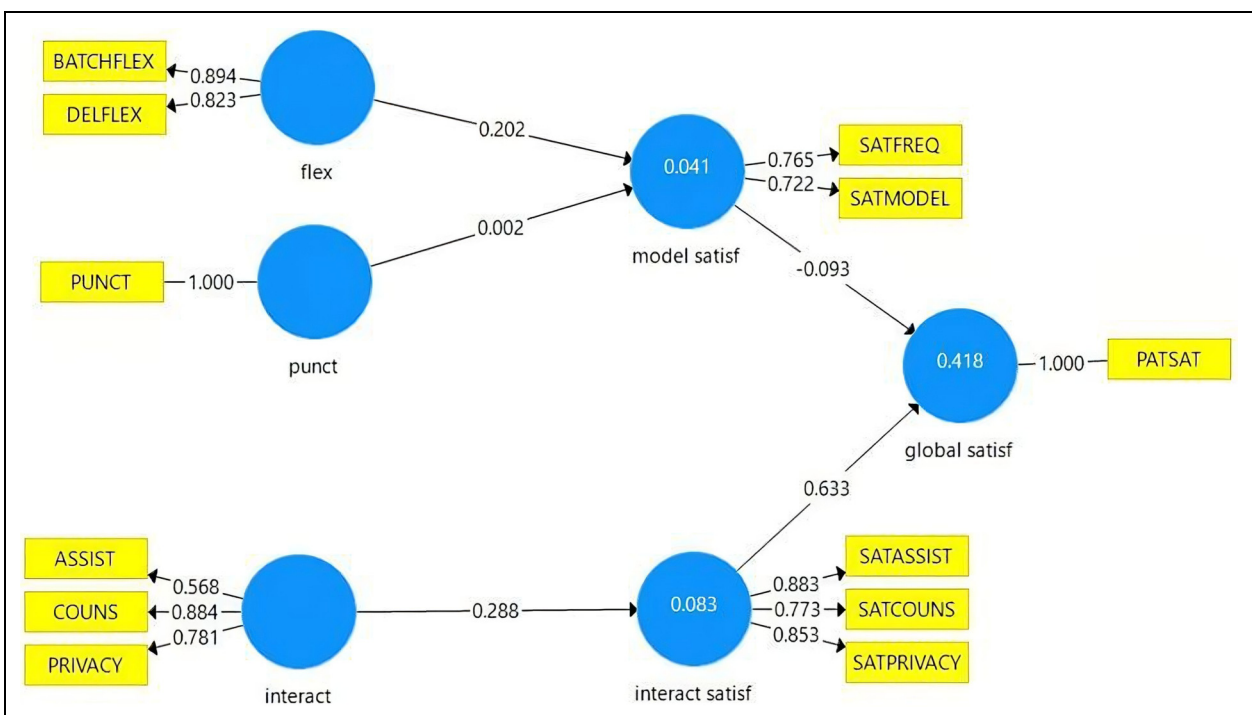 BATCHFLEX
0.894
0.823
DELFLEX
flex
0.202
0.041
0.765
SATFREQ
0.722
SATMODEL
model satisf
PUNCT
1.000
punct
0.002
-0.093
0.418
1.000
PATSAT
global satisf
0.633
ASSIST
0.568
COUNS
0.884
0.781
PRIVACY
interact
0.288
0.083
interact satisf
0.883
SATASSIST
0.773
SATCOUNS
0.853
SATPRIVACY